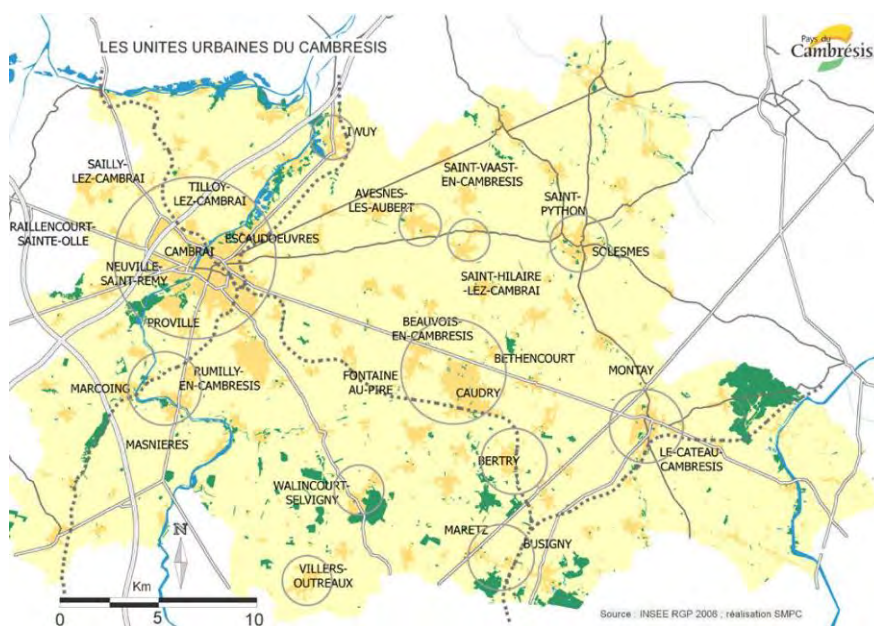 LES UNITES URBAINES DU CAMBRESIS
Pays du
Cambrésis
IWUY
SAILLY-
LEZ-CAMBRAI
TILLOY-
LEZ-CAMBRAI
SAINT-VAAST-
EN-CAMBRESIS
AVESNES-
LES-AUBERT
SAINT-
PYTHON
RAILLENCOURT-
SAINTE-OLLE
ESCAUDOEUVRES
CAMBRAI
SOLESMES
NEUVILLE-
SAINT-REMY
SAINT-HILAIRE
-LEZ-CAMBRAI
PROVILLE
BEAUVOIS-
EN-CAMBRESIS
BETHENCOURT
MONTAY
RUMILLY-
EN-CAMBRESIS
MARCOING
FONTAINE
AU-PIRE
CAUDRY
MASNIERES
LE-CATEAU-
CAMBRESIS
BERTRY
WALINCOURT-
SELVIGNY
MARETZ
BUSIGNY
VILLERS-
OUTREAUX
N
Km
0 5 10
Source : INSEE RGP 2006 ; réalisation SMPC